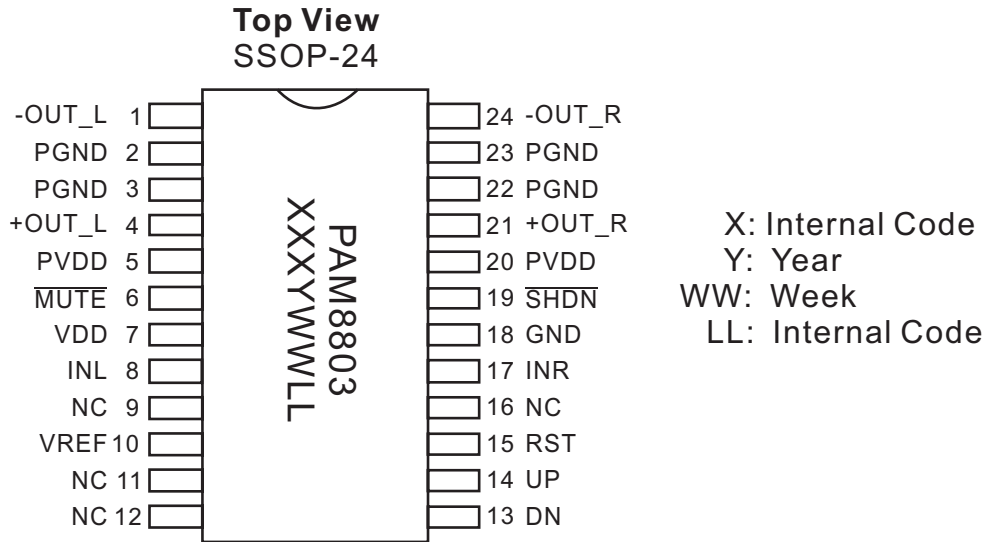 Top View
SSOP-24
-OUT_L 1
PGND 2
PGND 3
+OUT_L 4
PVDD 5
MUTE 6
VDD 7
INL 8
NC 9
VREF 10
NC 11
NC 12
PAM8803
XXXYWWLL
24 -OUT_R
23 PGND
22 PGND
21 +OUT_R
20 PVDD
19 SHDN
18 GND
17 INR
16 NC
15 RST
14 UP
13 DN
X: Internal Code
Y: Year
WW: Week
LL: Internal Code